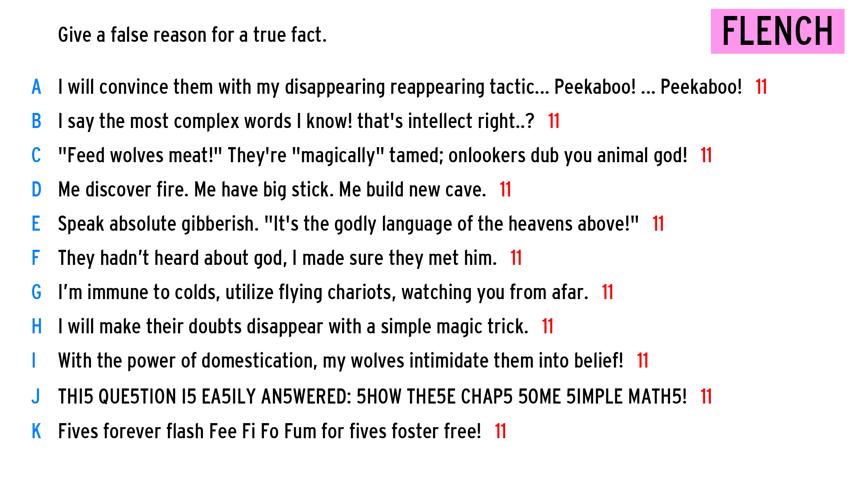 Give a false reason for a true fact.
FLENCH
A I will convince them with my disappearing reappearing tactic... Peekaboo! ... Peekaboo! 11
B I say the most complex words I know! that's intellect right..? 11
C "Feed wolves meat!" They're "magically" tamed; onlookers dub you animal god! 11
D Me discover fire. Me have big stick. Me build new cave. 11
E Speak absolute gibberish. "It's the godly language of the heavens above!" 11
F They hadn’t heard about god, I made sure they met him. 11
G I’m immune to colds, utilize flying chariots, watching you from afar. 11
H I will make their doubts disappear with a simple magic trick. 11
I With the power of domestication, my wolves intimidate them into belief! 11
J THI5 QUE5TION I5 EA5ILY AN5WERED: 5HOW THE5E CHAP5 5OME 5IMPLE MATH5! 11
K Fives forever flash Fee Fi Fo Fum for fives foster free! 11